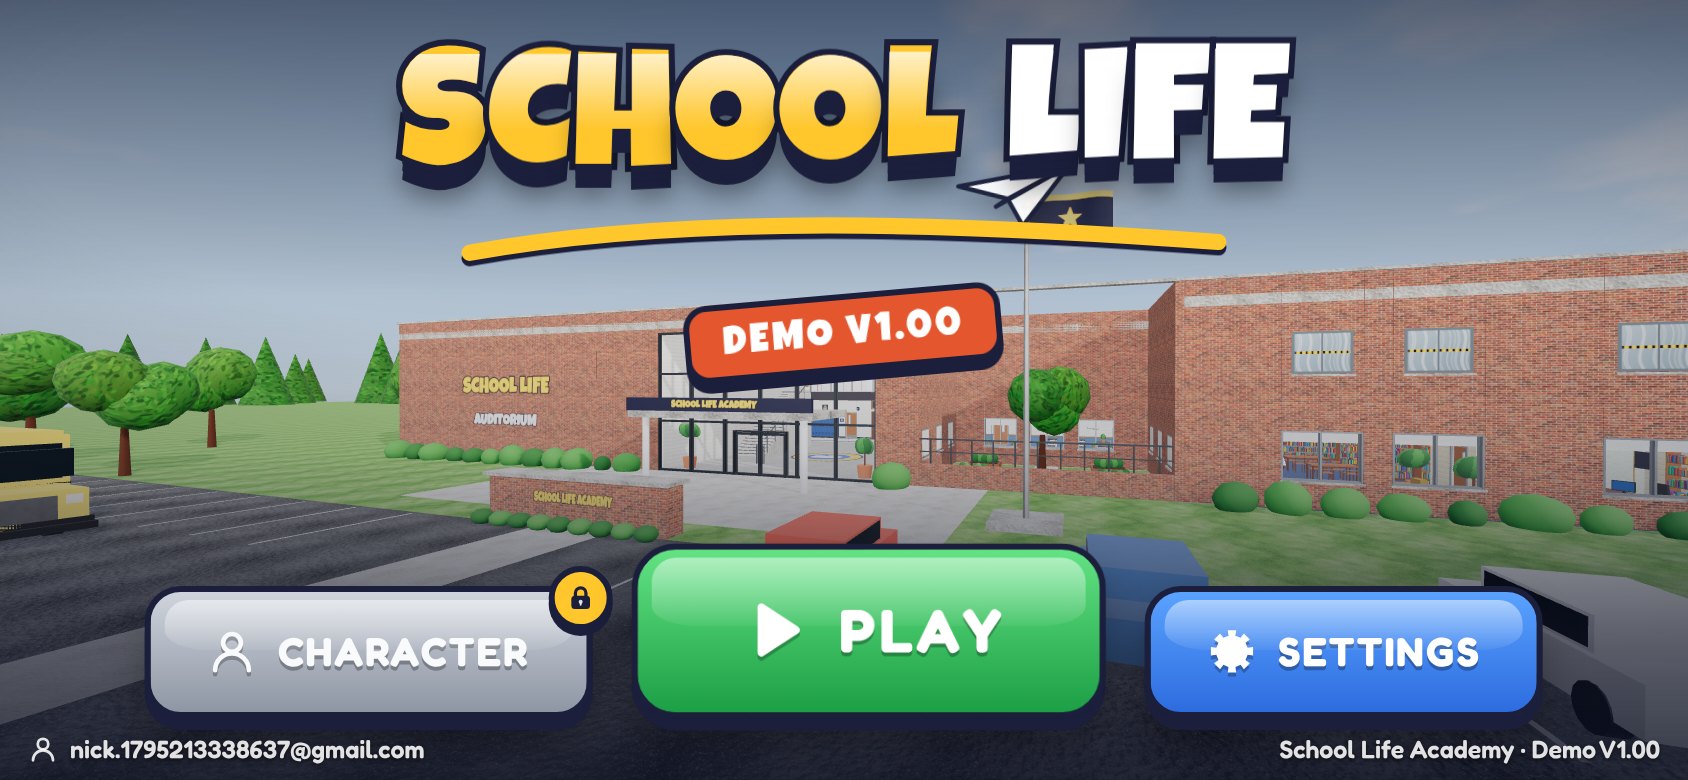 SCHOOL LIFE
DEMO V1.00
SCHOOL LIFE
AUDITORIUM
SCHOOL LIFE ACADEMY
SCHOOL LIFE ACADEMY
CHARACTER
PLAY
SETTINGS
nick.1795213338637@gmail.com
School Life Academy · Demo V1.00